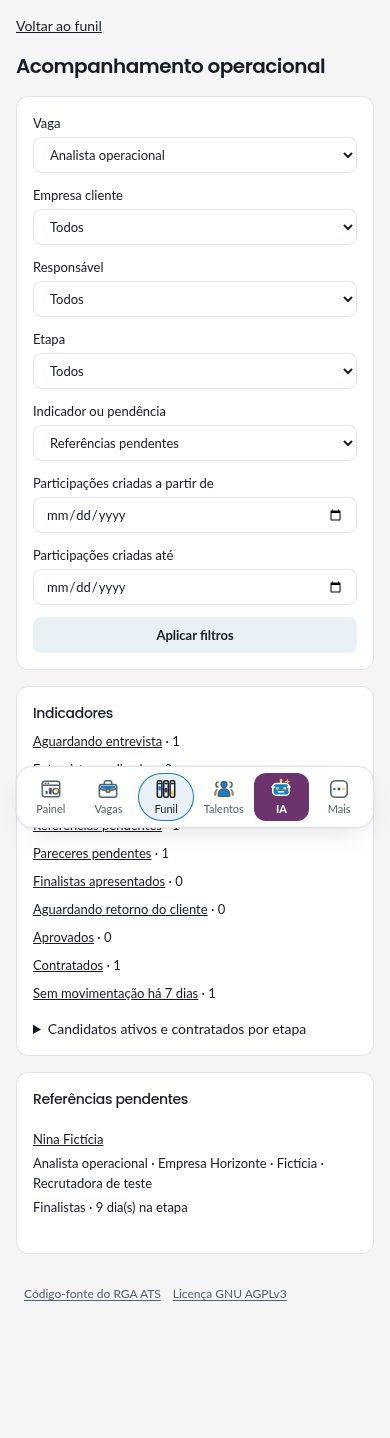 Voltar ao funil
Acompanhamento operacional
Vaga
Analista operacional
Empresa cliente
Todos
Responsável
Todos
Etapa
Todos
Indicador ou pendência
Referências pendentes
Participações criadas a partir de
mm/dd/yyyy
Participações criadas até
mm/dd/yyyy
Aplicar filtros
Indicadores
Aguardando entrevista · 1
Painel
Vagas
Funil
Talentos
IA
Mais
Referências pendentes · 1
Pareceres pendentes · 1
Finalistas apresentados · 0
Aguardando retorno do cliente · 0
Aprovados · 0
Contratados · 1
Sem movimentação há 7 dias · 1
Candidatos ativos e contratados por etapa
Referências pendentes
Nina Fictícia
Analista operacional · Empresa Horizonte · Fictícia ·
Recrutadora de teste
Finalistas · 9 dia(s) na etapa
Código-fonte do RGA ATS Licença GNU AGPLv3